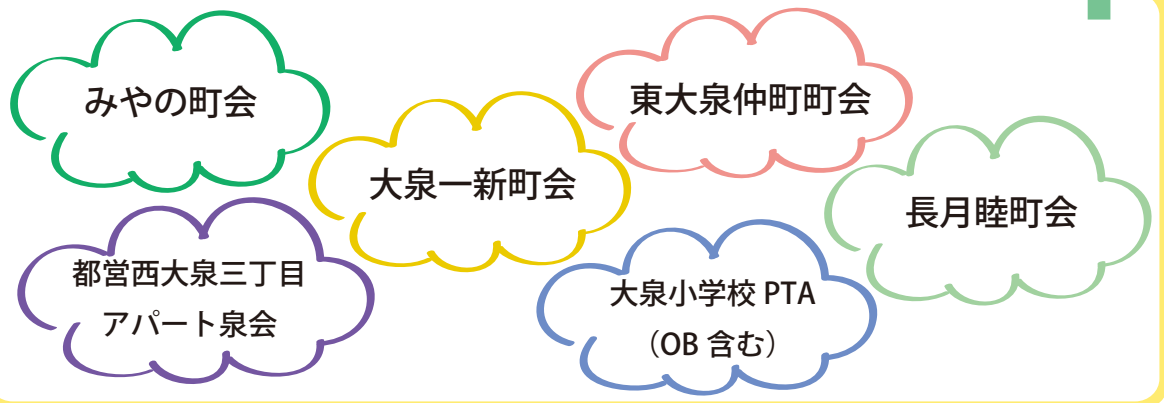 みやの町会
東大泉仲町町会
大泉一新町会
長月睦町会
都営西大泉三丁目
アパート泉会
大泉小学校 PTA
（OB 含む）